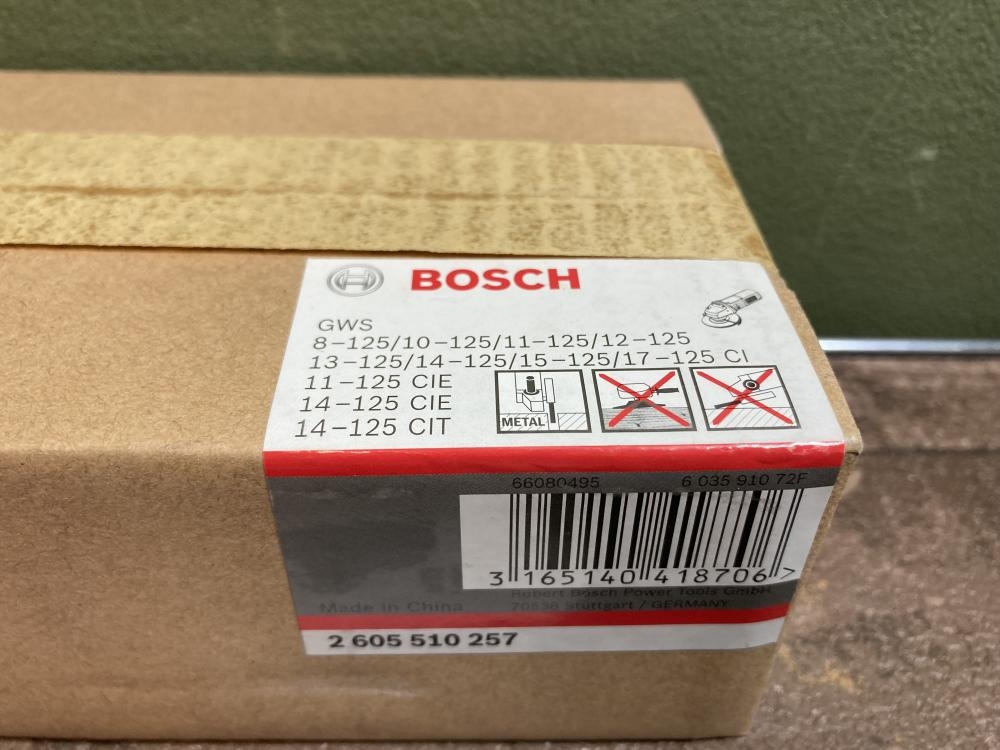 BOSCH
GWS
8-125/10-125/11-125/12-125
13-125/14-125/15-125/17-125 CI
11-125 CIE
14-125 CIE
14-125 CIT
METAL
66080495 6 035 910 72F
3 165140 418706 >
Robert Bosch Power Tools GmbH
70538 Stuttgart / GERMANY
Made in China
2 605 510 257